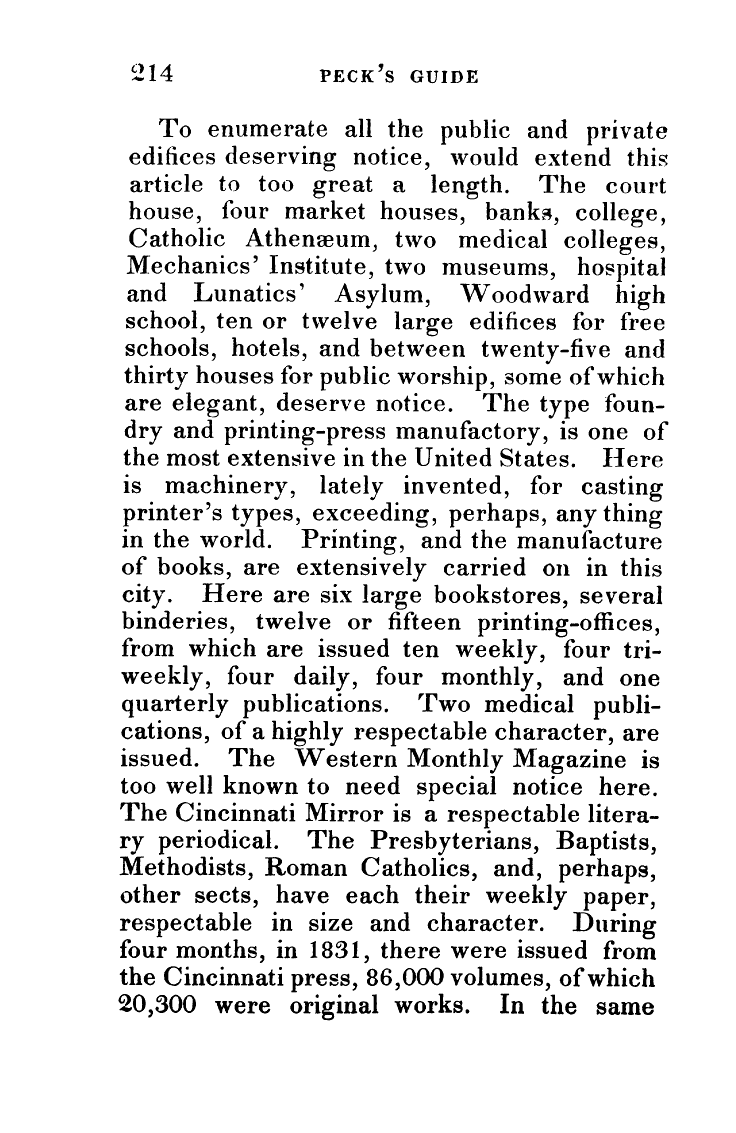 214 PECK'S GUIDE
To enumerate all the public and private
edifices deserving notice, would extend this
article to too great a length. The court
house, four market houses, banks, college,
Catholic Athenæum, two medical colleges,
Mechanics' Institute, two museums, hospital
and Lunatics' Asylum, Woodward high
school, ten or twelve large edifices for free
schools, hotels, and between twenty-five and
thirty houses for public worship, some of which
are elegant, deserve notice. The type foun-
dry and printing-press manufactory, is one of
the most extensive in the United States. Here
is machinery, lately invented, for casting
printer's types, exceeding, perhaps, any thing
in the world. Printing, and the manufacture
of books, are extensively carried on in this
city. Here are six large bookstores, several
binderies, twelve or fifteen printing-offices,
from which are issued ten weekly, four tri-
weekly, four daily, four monthly, and one
quarterly publications. Two medical publi-
cations, of a highly respectable character, are
issued. The Western Monthly Magazine is
too well known to need special notice here.
The Cincinnati Mirror is a respectable litera-
ry periodical. The Presbyterians, Baptists,
Methodists, Roman Catholics, and, perhaps,
other sects, have each their weekly paper,
respectable in size and character. During
four months, in 1831, there were issued from
the Cincinnati press, 86,000 volumes, of which
20,300 were original works. In the same